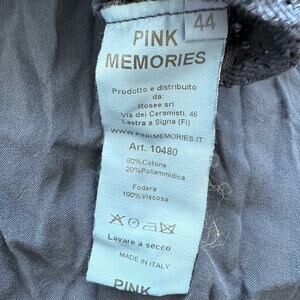 44
PINK
MEMORIES
Prodotto e distribuito
da:
Rosee srl
Via dei Ceramisti, 46
Lastra a Signa (Fi)
WWW.PINKMEMORIES.IT
Art. 10480
80%Cotone
20%Poliammidica
Fodera
100%Viscosa
Lavare a secco
MADE IN ITALY
PINK